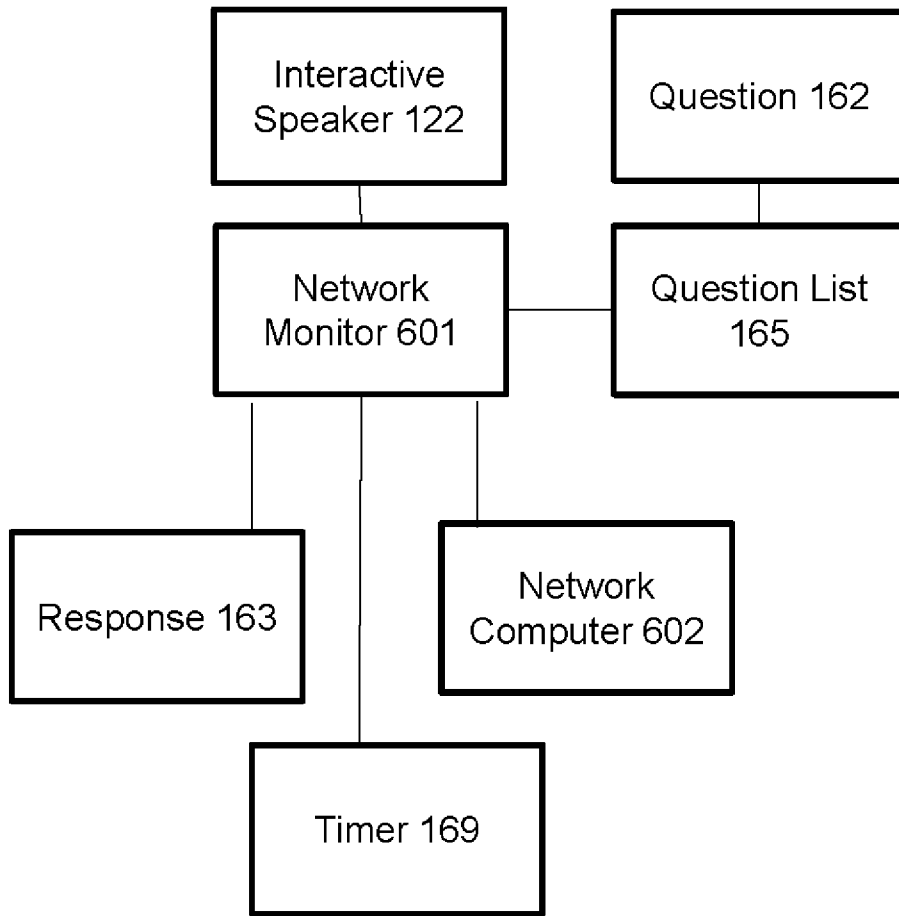 Interactive
Speaker 122
Question 162
Network
Monitor 601
Question List
165
Response 163
Network
Computer 602
Timer 169